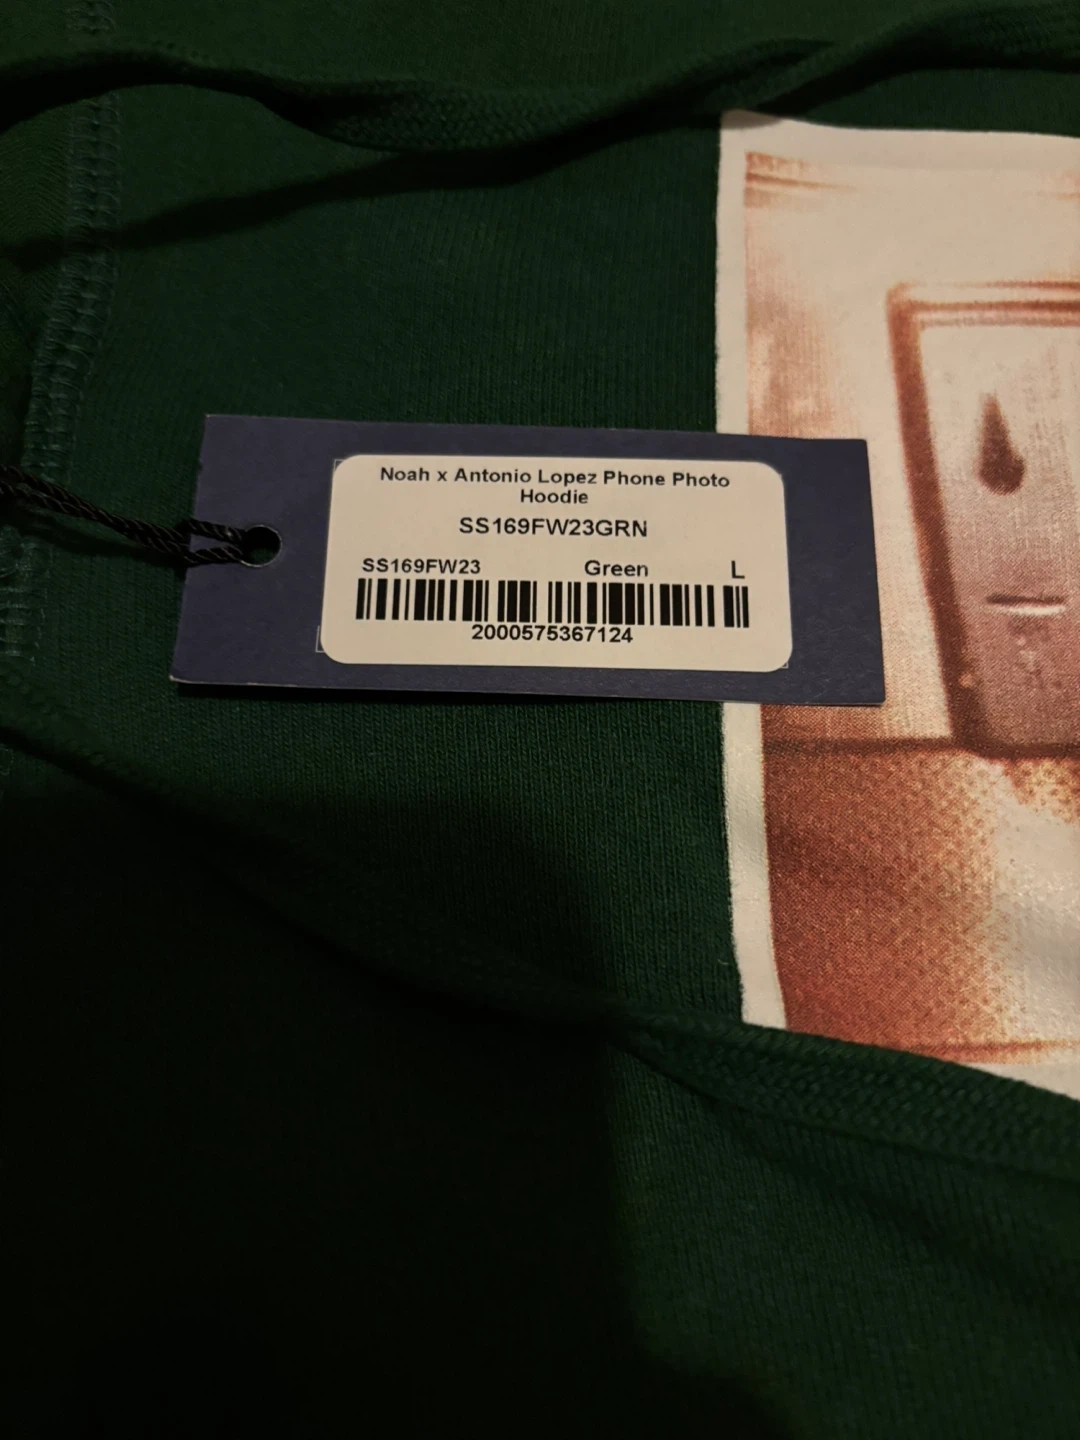 Noah x Antonio Lopez Phone Photo
Hoodie
SS169FW23GRN
SS169FW23 Green L
2000575367124